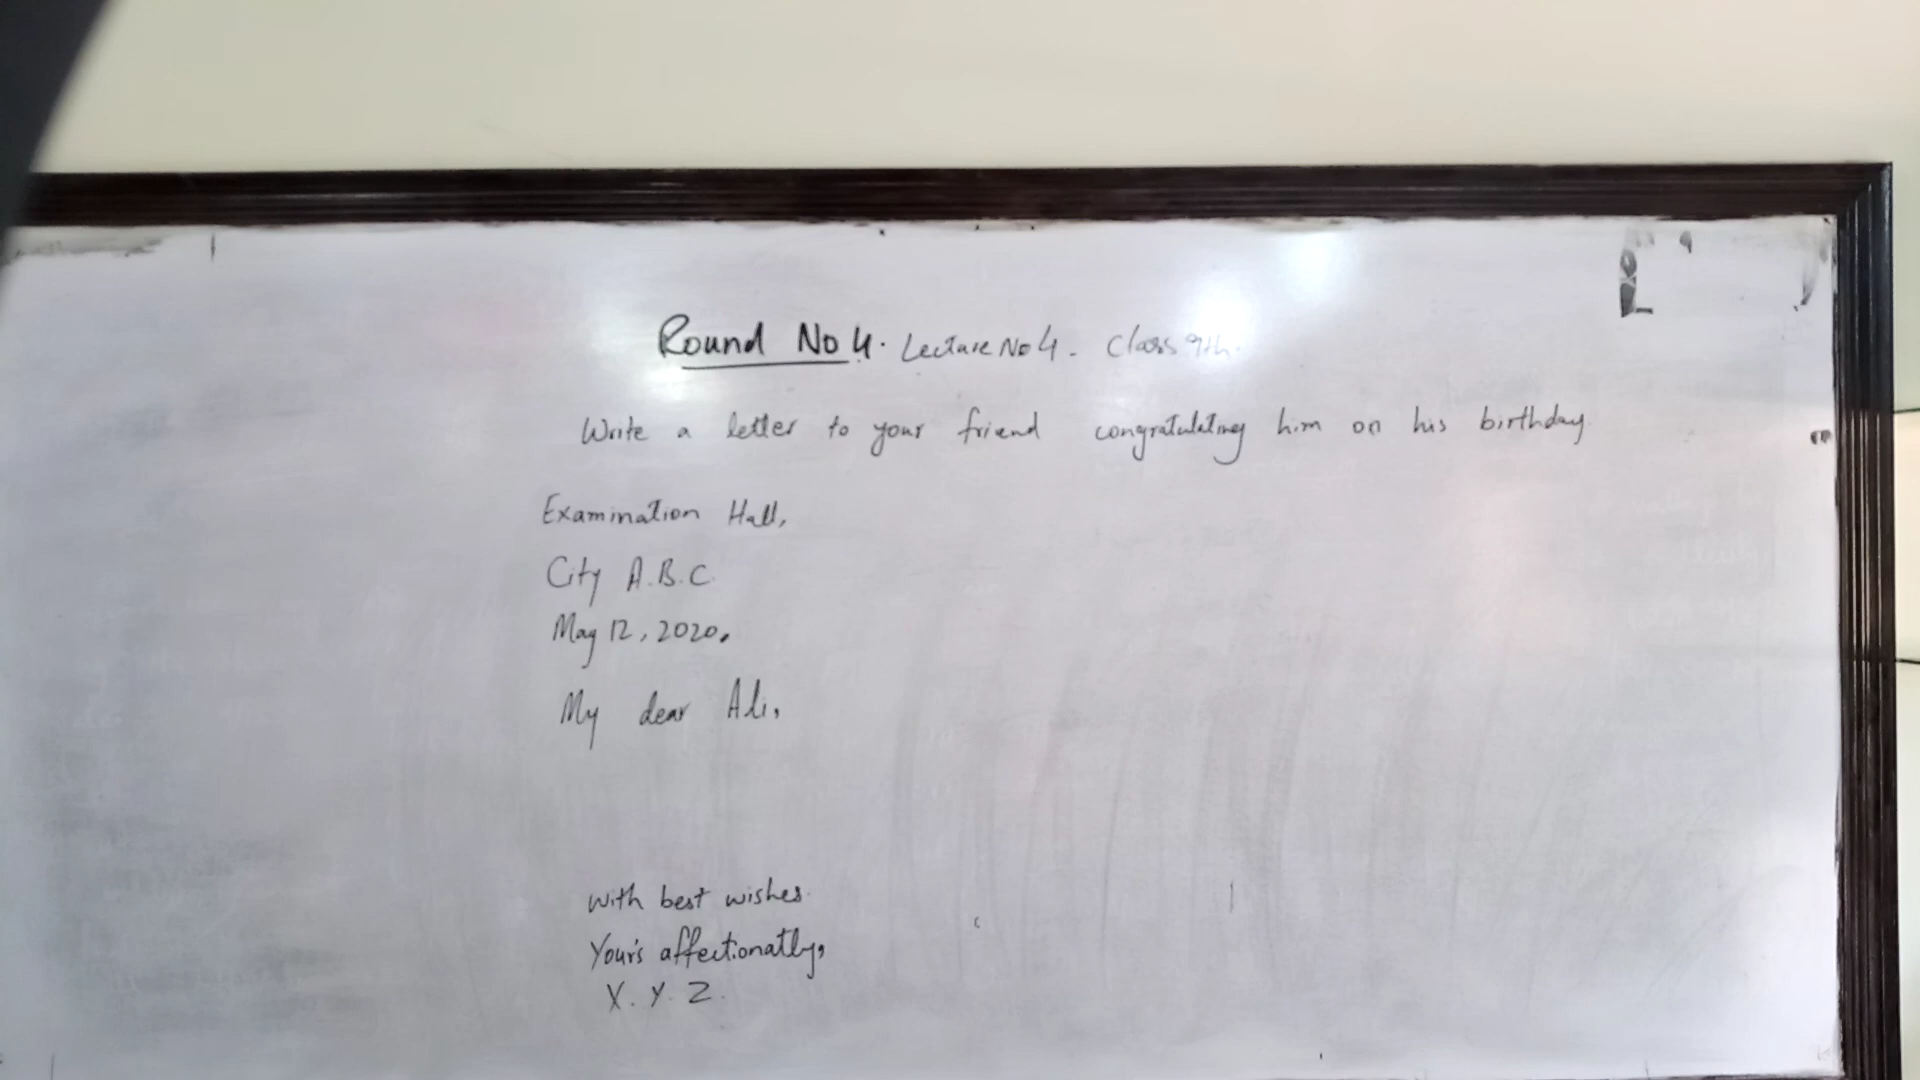 Round No 4. Lecture No 4. Class 9th.
Write a letter to your friend congratulating him on his birthday.
Examination Hall,
City A.B.C.
May 12, 2020.
My dear Ali,
With best wishes.
Your's affectionatly,
X. Y. Z.